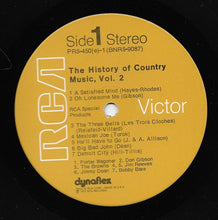 Side 1 Stereo
PRS-450(e)-1 (BNRS-9087)
The History of Country
Music, Vol. 2
1 A Satisfied Mind (Hayes-Rhodes)
2 Oh Lonesome Me (Gibson)
RCA Special
Products
RCA
Victor
3 The Three Bells (Les Trois Cloches)
(Reisfeld-Villard)
4 Mexican Joe (Torok)
5 He'll Have to Go (J. & A. Allison)
6 Big Bad John (Dean)
7 Detroit City (Hill-Tillis)
1. Porter Wagoner 2. Don Gibson
3. The Browns 4 & 5. Jim Reeves
6. Jimmy Dean 7. Bobby Bare
dynaflex